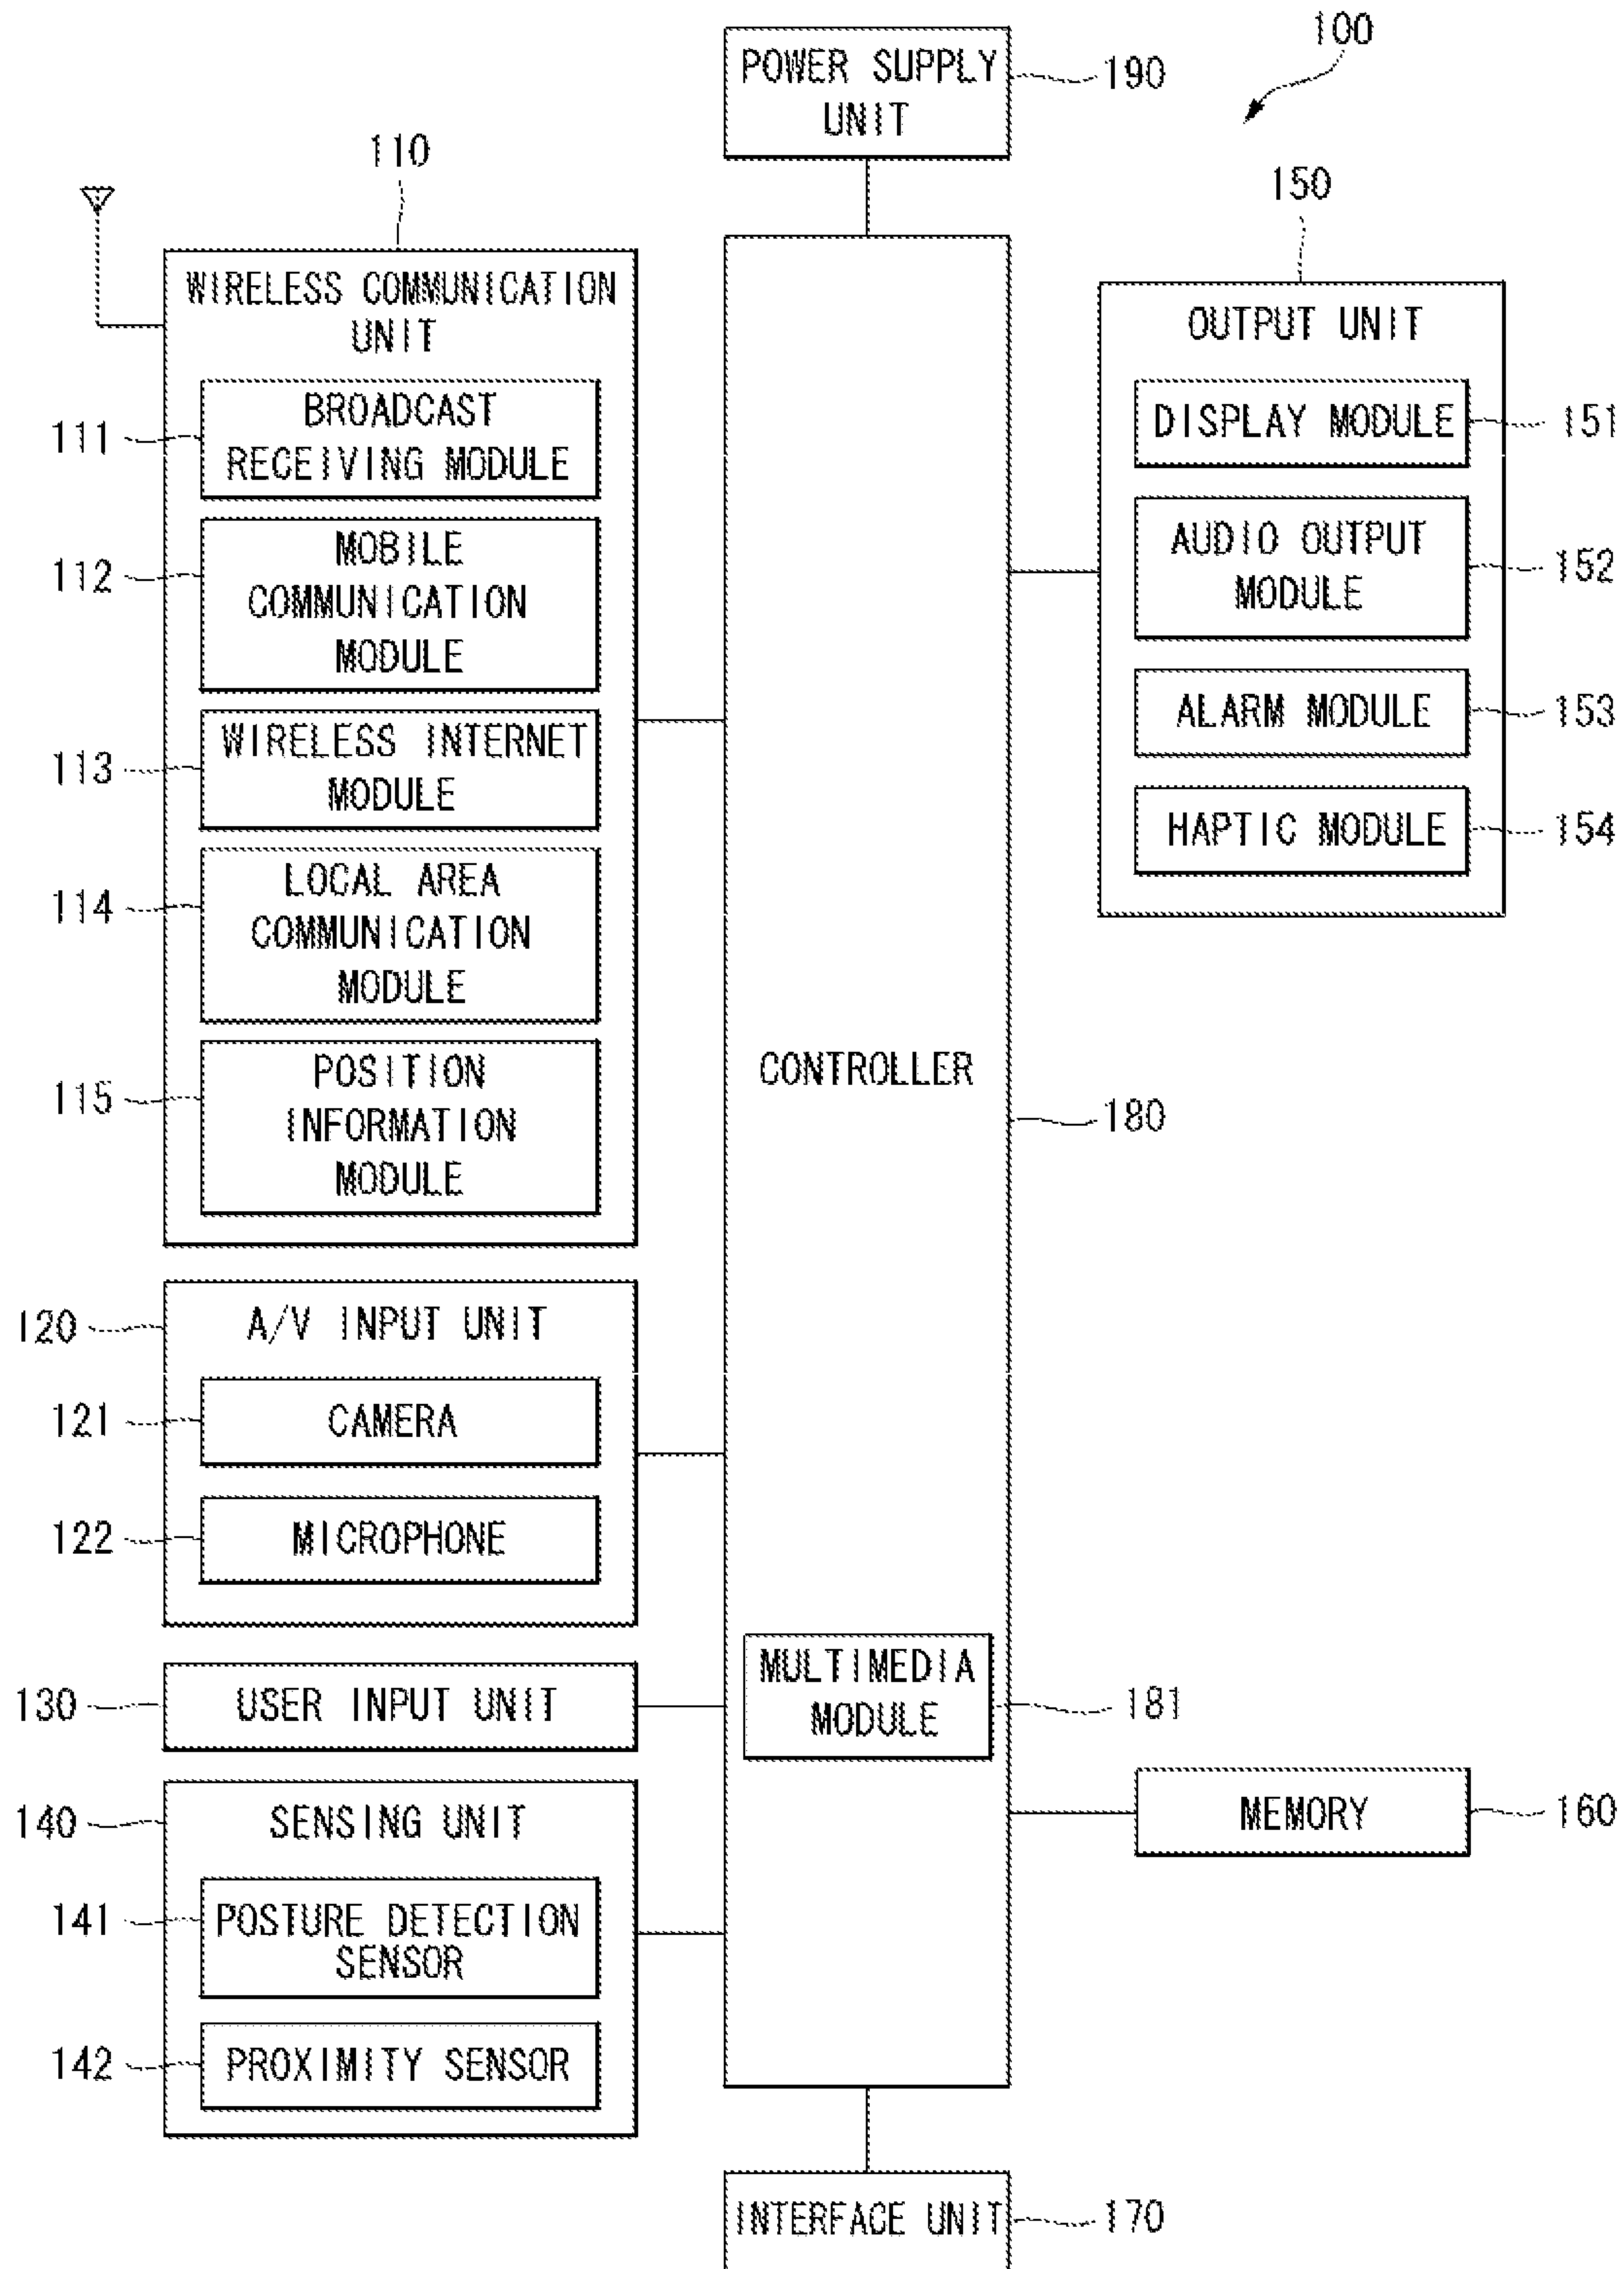 100
POWER SUPPLY
UNIT
190
110
WIRELESS COMMUNICATION
UNIT
111
BROADCAST
RECEIVING MODULE
112
MOBILE
COMMUNICATION
MODULE
113
WIRELESS INTERNET
MODULE
114
LOCAL AREA
COMMUNICATION
MODULE
115
POSITION
INFORMATION
MODULE
120
A/V INPUT UNIT
121
CAMERA
122
MICROPHONE
130
USER INPUT UNIT
140
SENSING UNIT
141
POSTURE DETECTION
SENSOR
142
PROXIMITY SENSOR
CONTROLLER
180
MULTIMEDIA
MODULE
181
150
OUTPUT UNIT
DISPLAY MODULE
151
AUDIO OUTPUT
MODULE
152
ALARM MODULE
153
HAPTIC MODULE
154
MEMORY
160
INTERFACE UNIT
170